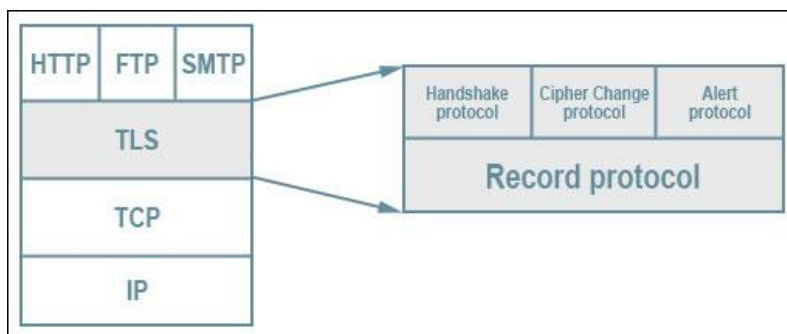 HTTP FTP SMTP
TLS
TCP
IP
Handshake protocol
Cipher Change protocol
Alert protocol
Record protocol